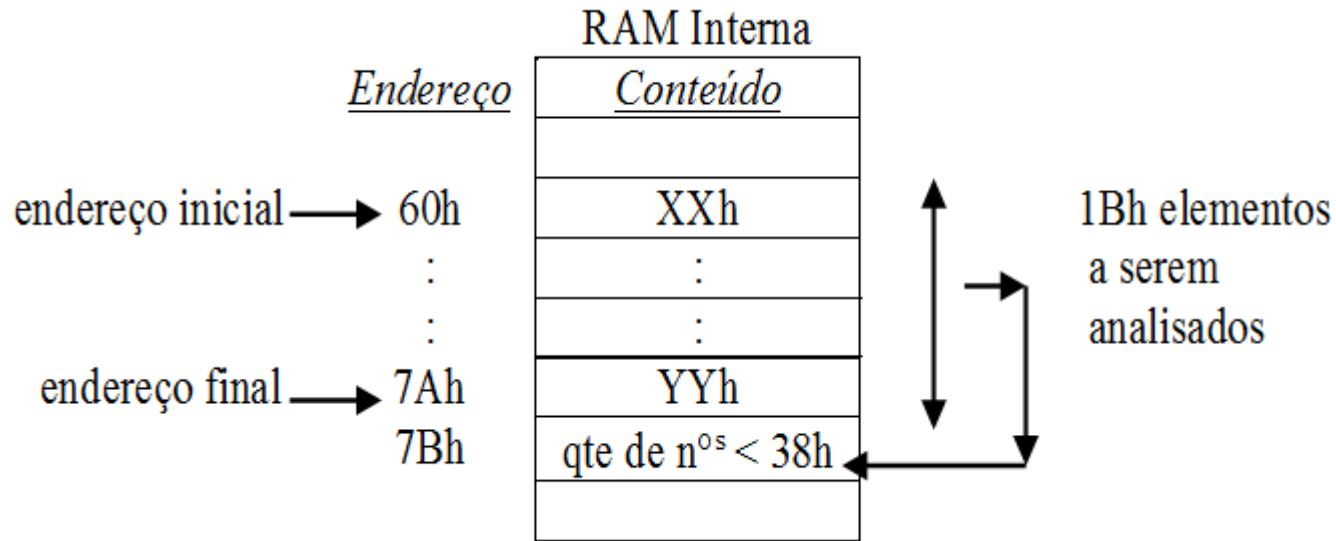 RAM Interna
Endereço Conteúdo
endereço inicial 60h XXh 1Bh elementos
: : a serem
: : analisados
endereço final 7Ah YYh
7Bh qte de nºˢ < 38h